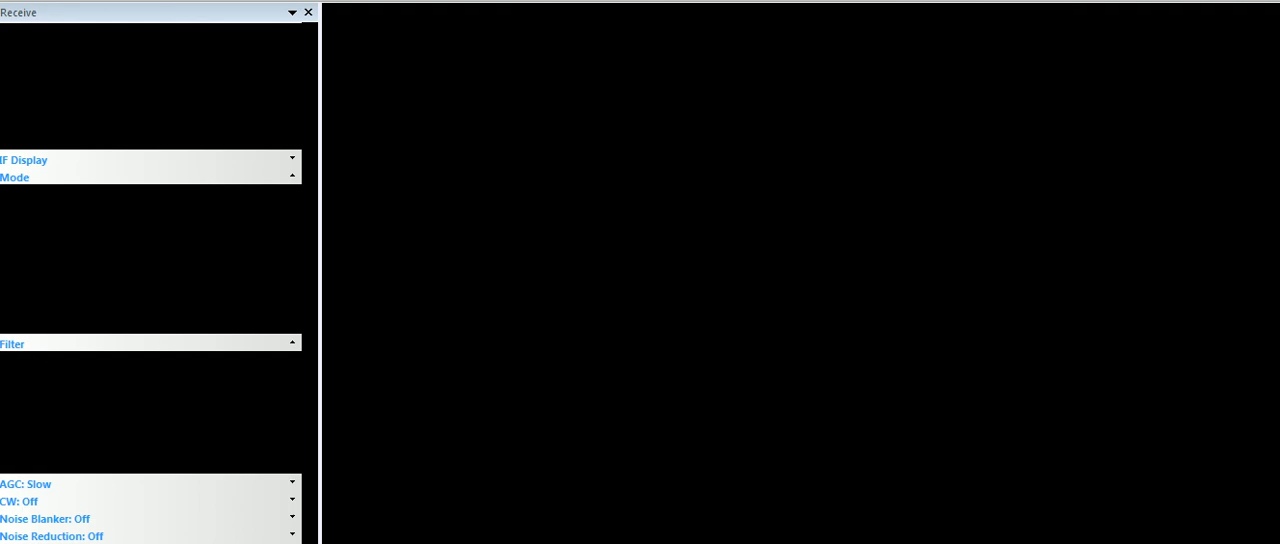 Receive
IF Display
Mode
Filter
AGC: Slow
CW: Off
Noise Blanker: Off
Noise Reduction: Off